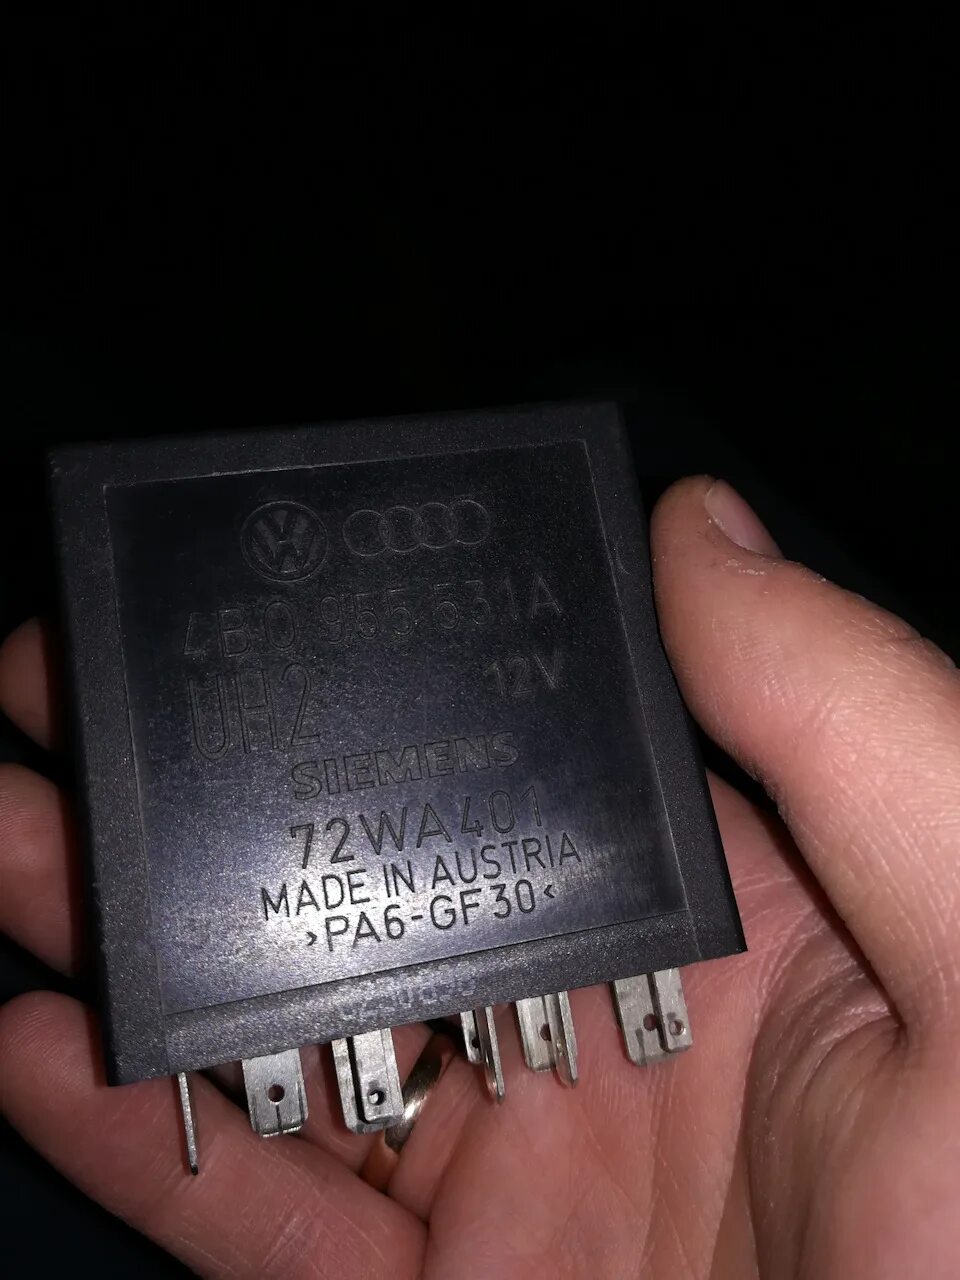 4B0 955 531A
UH2 12V
SIEMENS
72WA401
MADE IN AUSTRIA
>PA6-GF30<